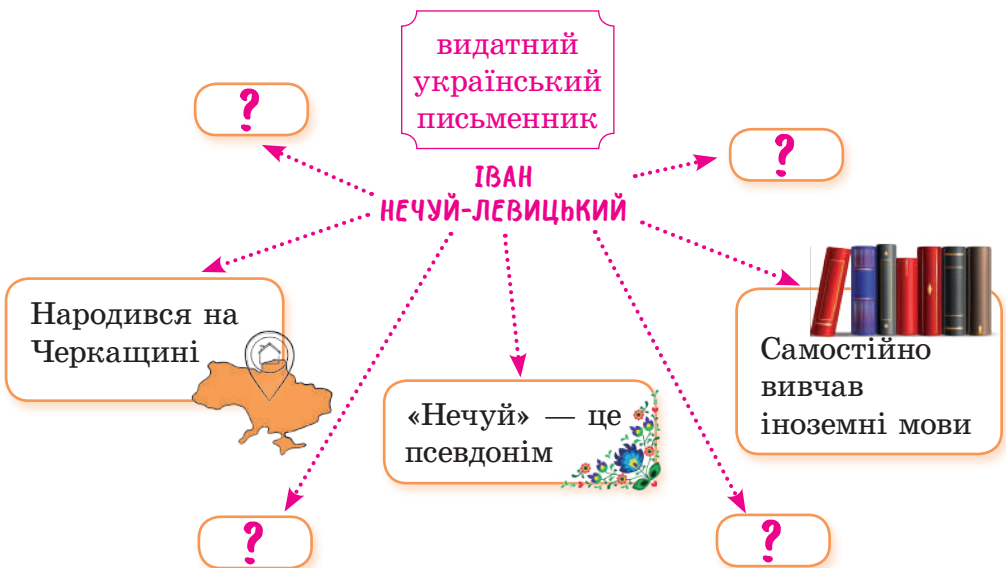 видатний
український
письменник
?
?
ІВАН
НЕЧУЙ-ЛЕВИЦЬКИЙ
Народився на
Черкащині
Самостійно
вивчав
іноземні мови
«Нечуй» — це
псевдонім
?
?